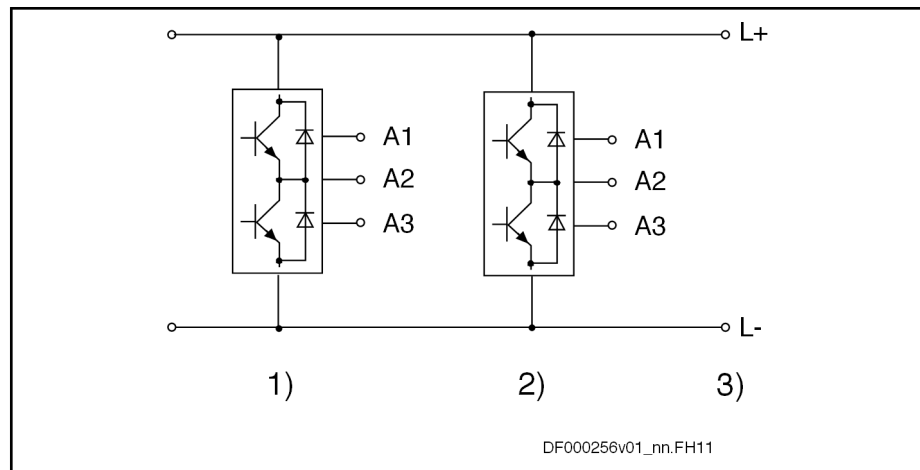 L+
A1
A2
A3
A1
A2
A3
L-
1) 2) 3)
DF000256v01_nn.FH11